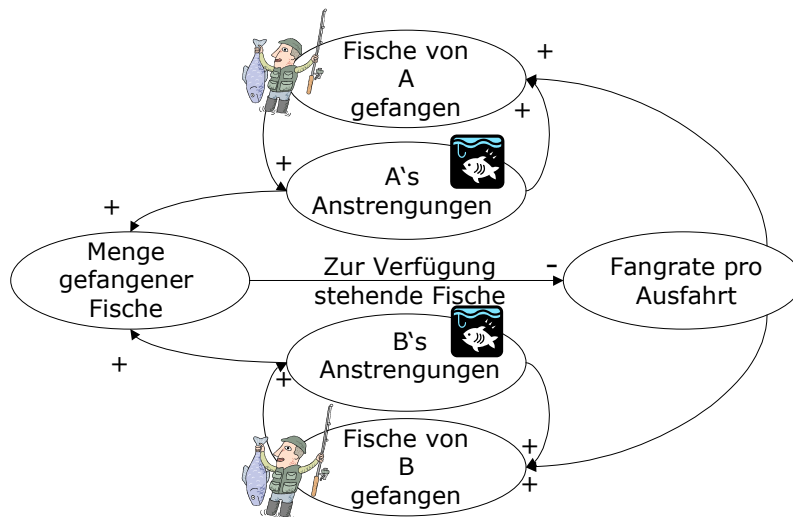 Fische von
A
gefangen
+
+
+
A‘s
Anstrengungen
+
Menge
gefangener
Fische
Zur Verfügung
stehende Fische
-
Fangrate pro
Ausfahrt
+
B‘s
Anstrengungen
+
Fische von
B
gefangen
+
+